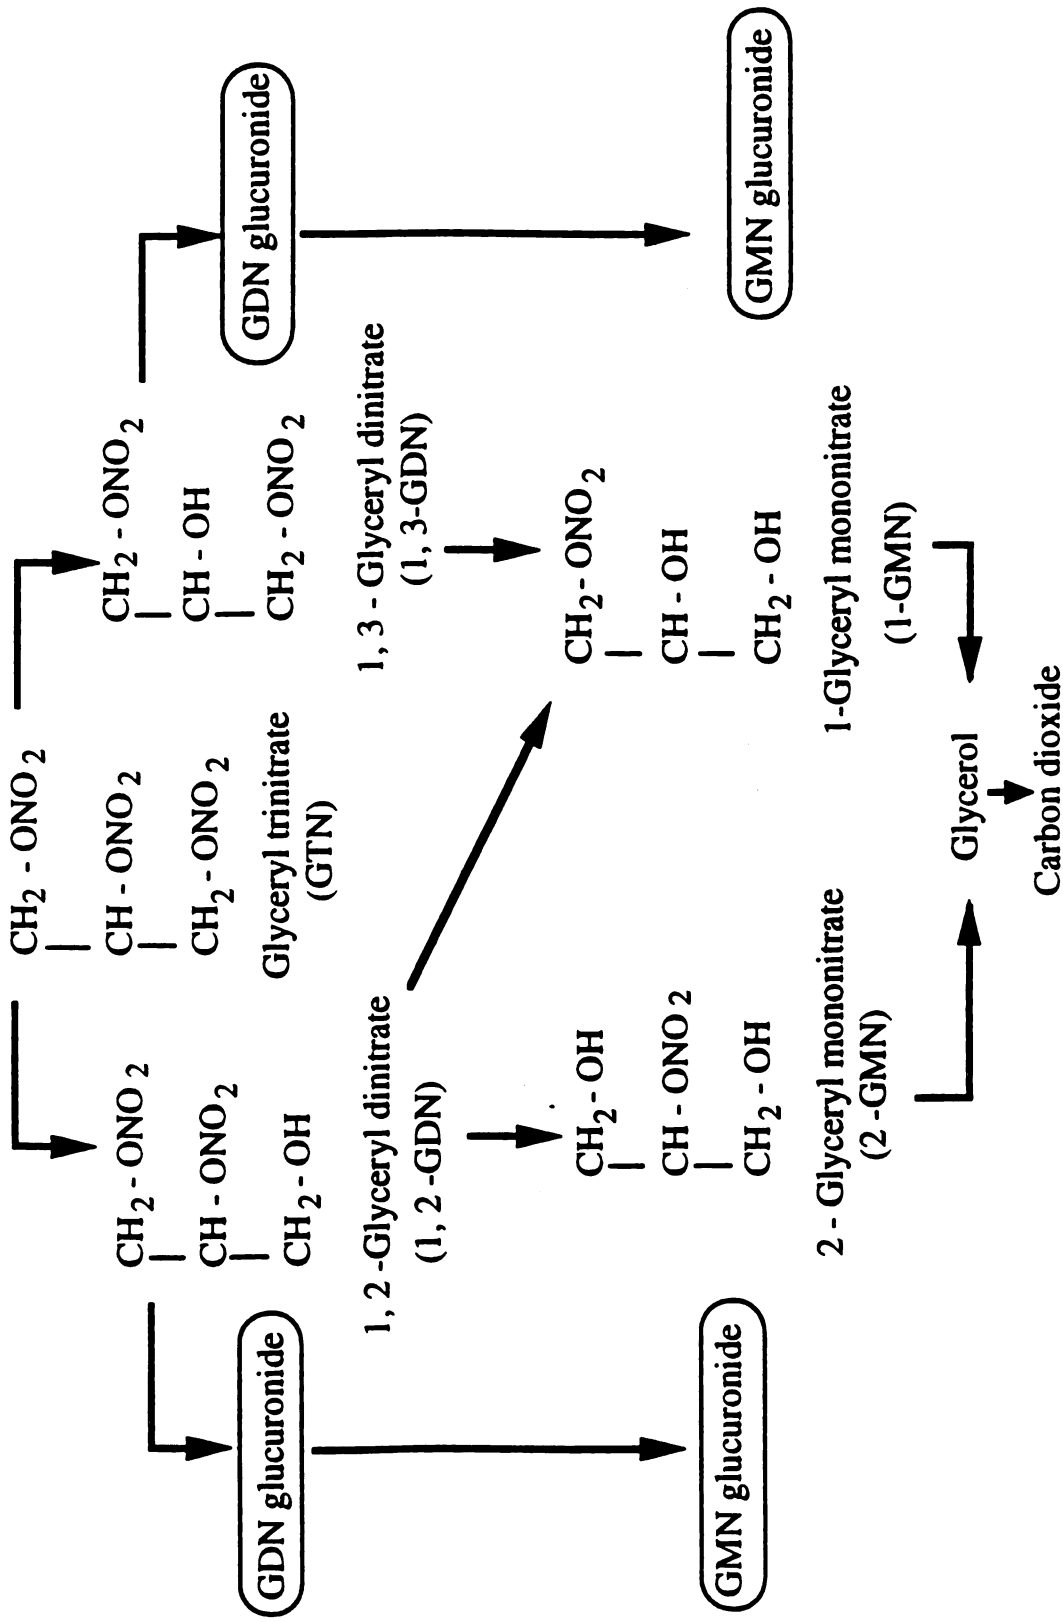 CH2 - ONO2
CH - ONO2
CH2 - ONO2
Glyceryl trinitrate
(GTN)
CH2 - ONO2
CH - ONO2
CH2 - OH
1, 2 -Glyceryl dinitrate
(1, 2 -GDN)
CH2 - ONO2
CH - OH
CH2 - ONO2
1, 3 - Glyceryl dinitrate
(1, 3-GDN)
GDN glucuronide
GDN glucuronide
CH2 - OH
CH - ONO2
CH2 - OH
2 - Glyceryl mononitrate
(2 -GMN)
CH2 - ONO2
CH - OH
CH2 - OH
1-Glyceryl mononitrate
(1-GMN)
GMN glucuronide
GMN glucuronide
Glycerol
Carbon dioxide